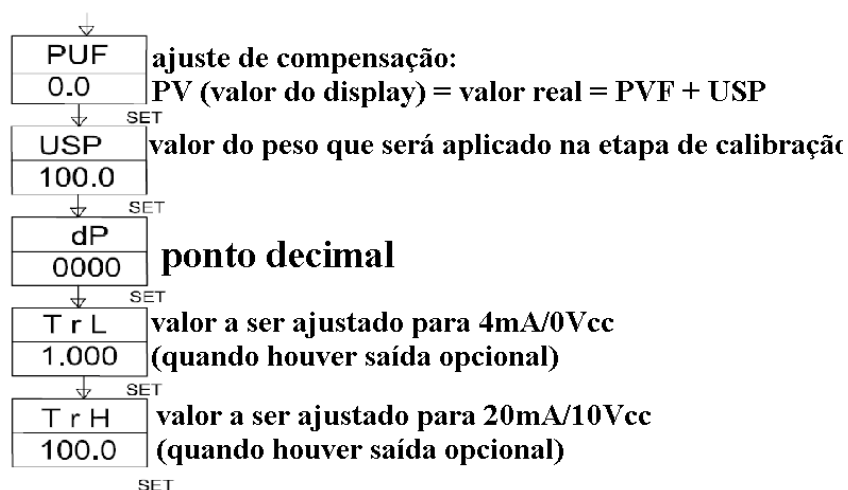 PUF
ajuste de compensação:
0.0
PV (valor do display) = valor real = PVF + USP
SET
USP
valor do peso que será aplicado na etapa de calibração
100.0
SET
dP
ponto decimal
0000
SET
T r L
valor a ser ajustado para 4mA/0Vcc
1.000
(quando houver saída opcional)
SET
T r H
valor a ser ajustado para 20mA/10Vcc
100.0
(quando houver saída opcional)
SET